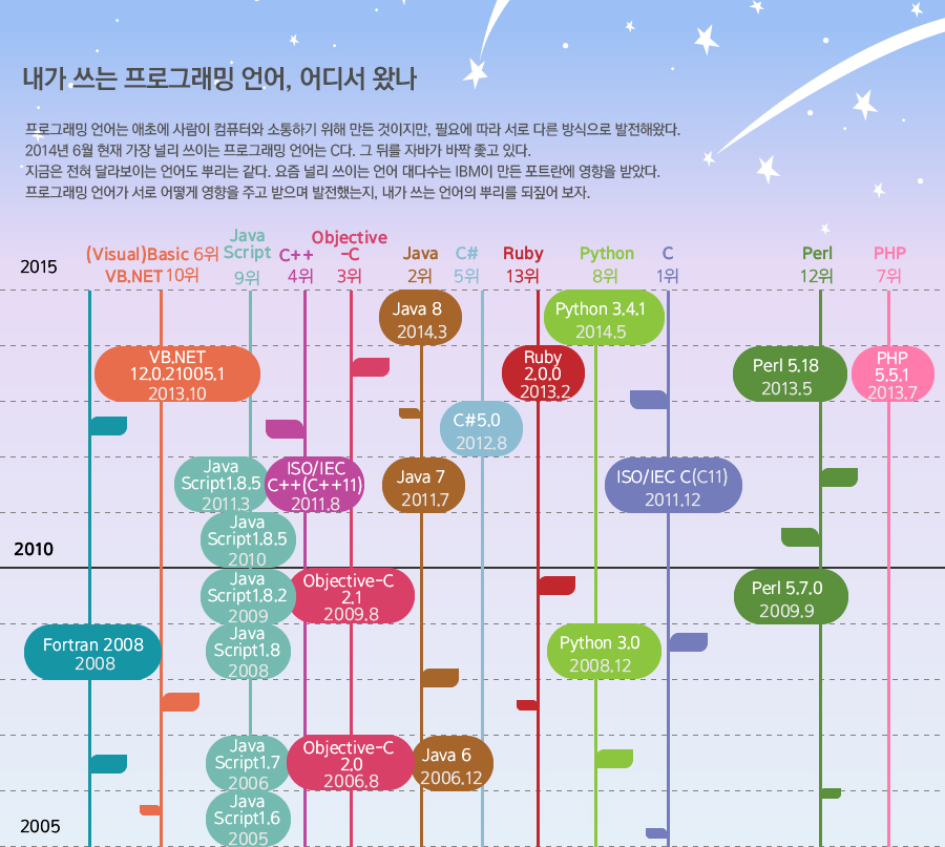 내가 쓰는 프로그래밍 언어, 어디서 왔나
프로그래밍 언어는 애초에 사람이 컴퓨터와 소통하기 위해 만든 것이지만, 필요에 따라 서로 다른 방식으로 발전해왔다.
2014년 6월 현재 가장 널리 쓰이는 프로그래밍 언어는 C다. 그 뒤를 자바가 바짝 좇고 있다.
지금은 전혀 달라보이는 언어도 뿌리는 같다. 요즘 널리 쓰이는 언어 대다수는 IBM이 만든 포트란에 영향을 받았다.
프로그래밍 언어가 서로 어떻게 영향을 주고 받으며 발전했는지, 내가 쓰는 언어의 뿌리를 되짚어 보자.
2015
(Visual)Basic 6위
VB.NET 10위
Java
Script
9위
C++
4위
Objective
-C
3위
Java
2위
C#
5위
Ruby
13위
Python
8위
C
1위
Perl
12위
PHP
7위
Java 8
2014.3
Python 3.4.1
2014.5
VB.NET
12.0.21005.1
2013.10
Ruby
2.0.0
2013.2
Perl 5.18
2013.5
PHP
5.5.1
2013.7
C#5.0
2012.8
Java
Script1.8.5
2011.3
ISO/IEC
C++(C++11)
2011.8
Java 7
2011.7
ISO/IEC C(C11)
2011.12
Java
Script1.8.5
2010
2010
Java
Script1.8.2
2009
Objective-C
2.1
2009.8
Perl 5.7.0
2009.9
Fortran 2008
2008
Java
Script1.8
2008
Python 3.0
2008.12
Java
Script1.7
2006
Objective-C
2.0
2006.8
Java 6
2006.12
2005
Java
Script1.6
2005